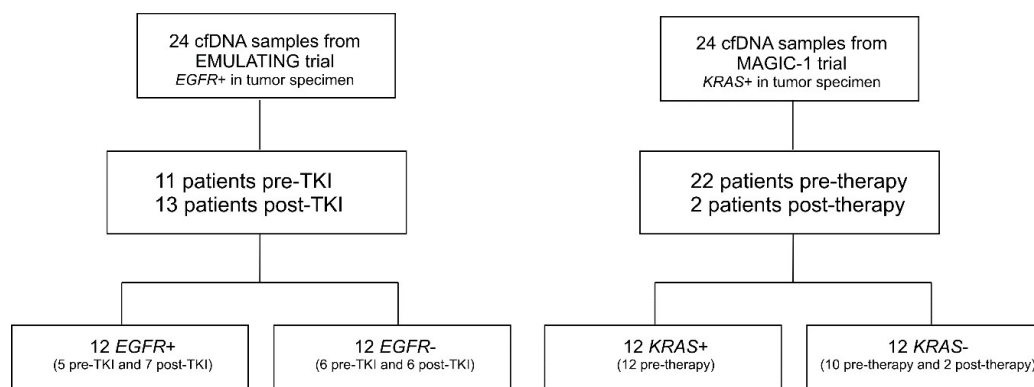 24 cfDNA samples from
EMULATING trial
EGFR+ in tumor specimen
24 cfDNA samples from
MAGIC-1 trial
KRAS+ in tumor specimen
11 patients pre-TKI
13 patients post-TKI
22 patients pre-therapy
2 patients post-therapy
12 EGFR+
(5 pre-TKI and 7 post-TKI)
12 EGFR-
(6 pre-TKI and 6 post-TKI)
12 KRAS+
(12 pre-therapy)
12 KRAS-
(10 pre-therapy and 2 post-therapy)